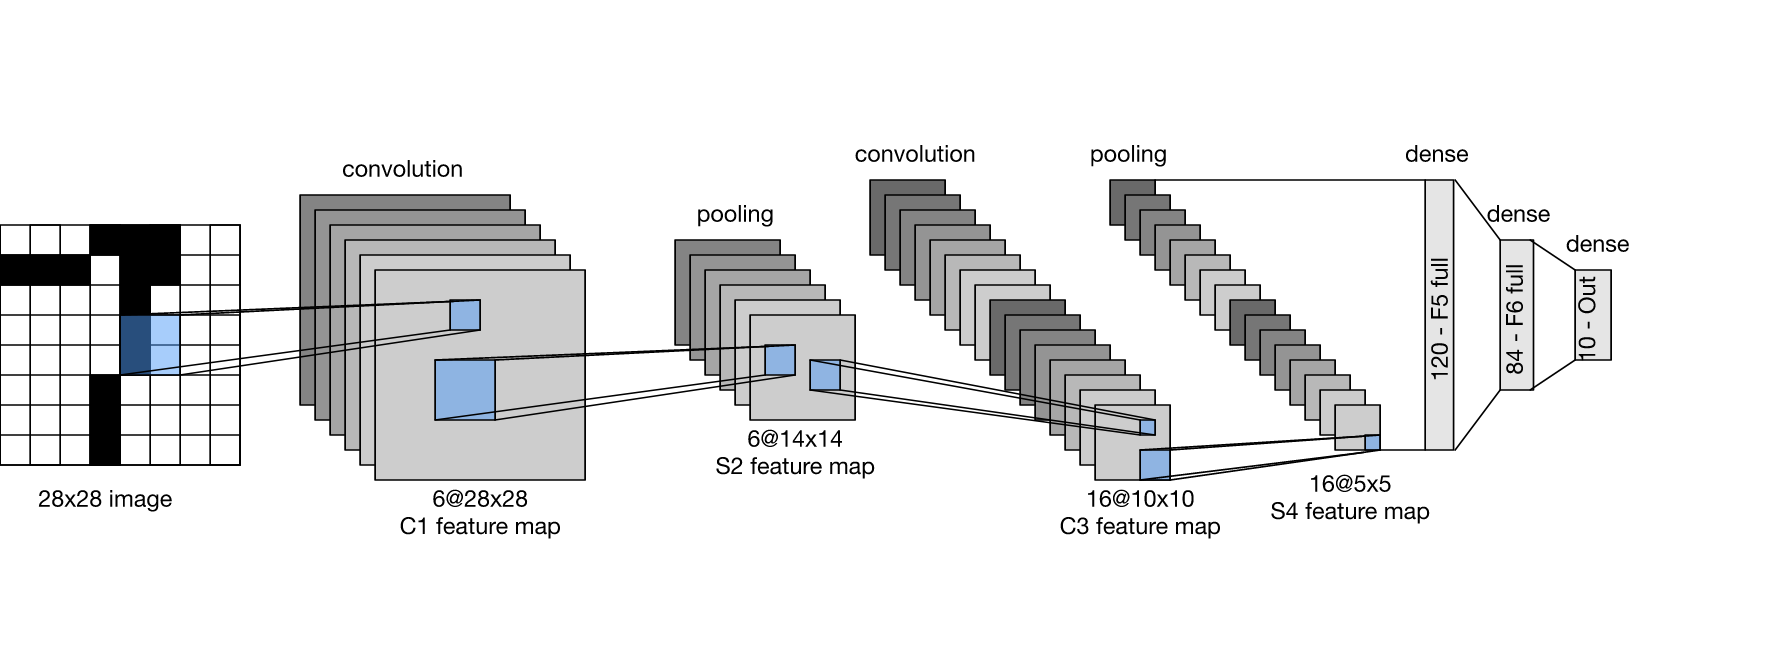 convolution
pooling
convolution
pooling
dense
dense
dense
28x28 image
6@28x28
C1 feature map
6@14x14
S2 feature map
16@10x10
C3 feature map
16@5x5
S4 feature map
120 - F5 full
84 - F6 full
10 - Out